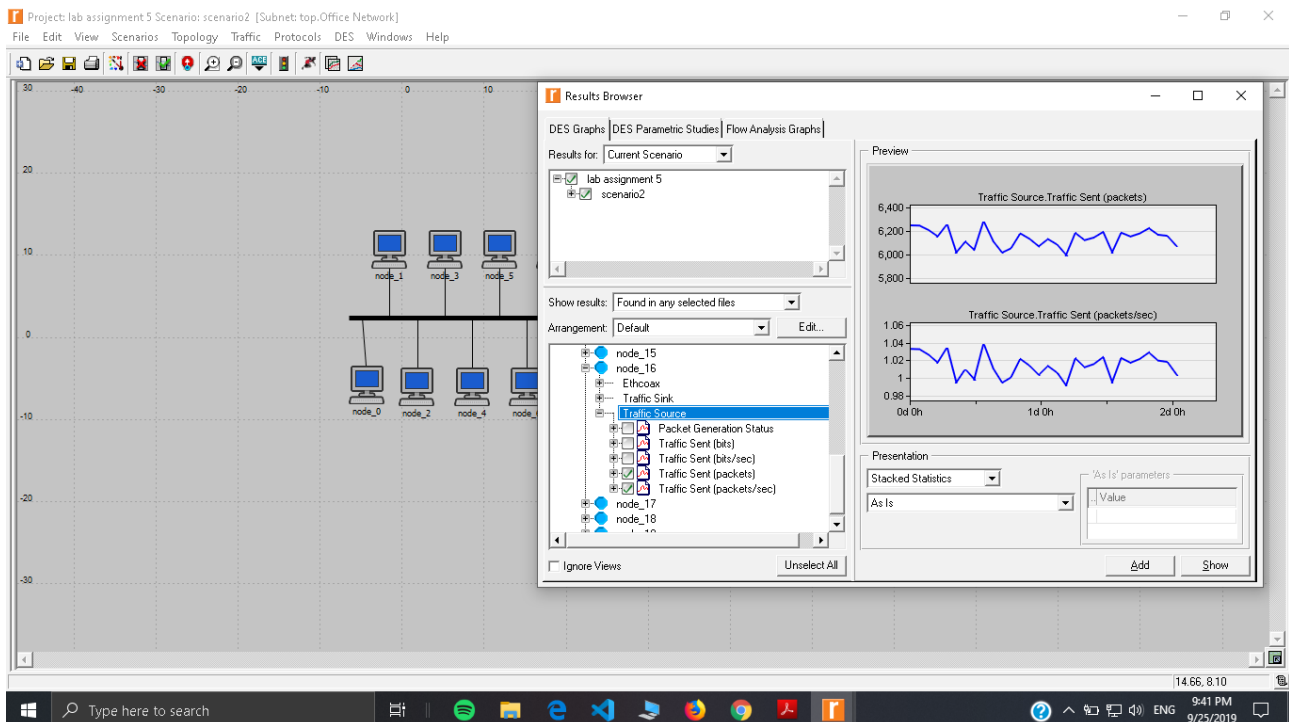 Project: lab assignment 5 Scenario: scenario2 [Subnet: top.Office Network]
File Edit View Scenarios Topology Traffic Protocols DES Windows Help
ACE
30 -40 -30 -20 -10 0 10
20
10
0
-10
-20
-30
node_1 node_3 node_5
node_0 node_2 node_4
Results Browser
DES Graphs DES Parametric Studies Flow Analysis Graphs
Results for: Current Scenario
lab assignment 5
scenario2
Show results: Found in any selected files
Arrangement: Default Edit...
node_15
node_16
Ethcoax
Traffic Sink
Traffic Source
Packet Generation Status
Traffic Sent (bits)
Traffic Sent (bits/sec)
Traffic Sent (packets)
Traffic Sent (packets/sec)
node_17
node_18
Ignore Views Unselect All
Preview
Traffic Source.Traffic Sent (packets)
6,400
6,200
6,000
5,800
Traffic Source.Traffic Sent (packets/sec)
1.06
1.04
1.02
1
0.98
0d 0h 1d 0h 2d 0h
Presentation
Stacked Statistics
As Is
'As Is' parameters
.. Value
Add Show
14.66, 8.10
Type here to search
ENG
9:41 PM
9/25/2019